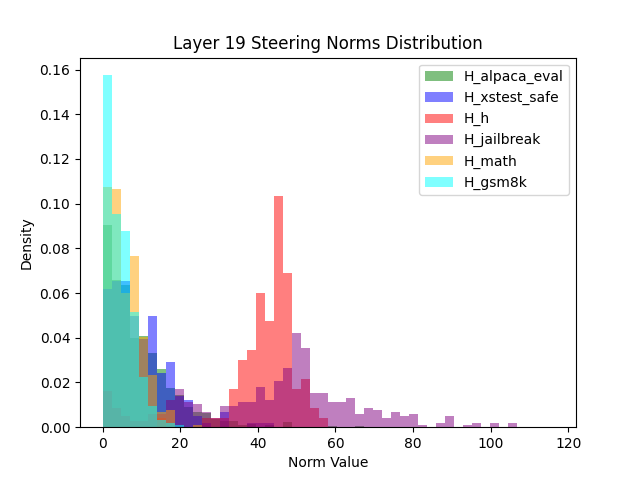 Layer 19 Steering Norms Distribution
0.16
0.14
0.12
0.10
0.08
0.06
0.04
0.02
0.00
Density
H_alpaca_eval
H_xstest_safe
H_h
H_jailbreak
H_math
H_gsm8k
0
20
40
60
80
100
120
Norm Value